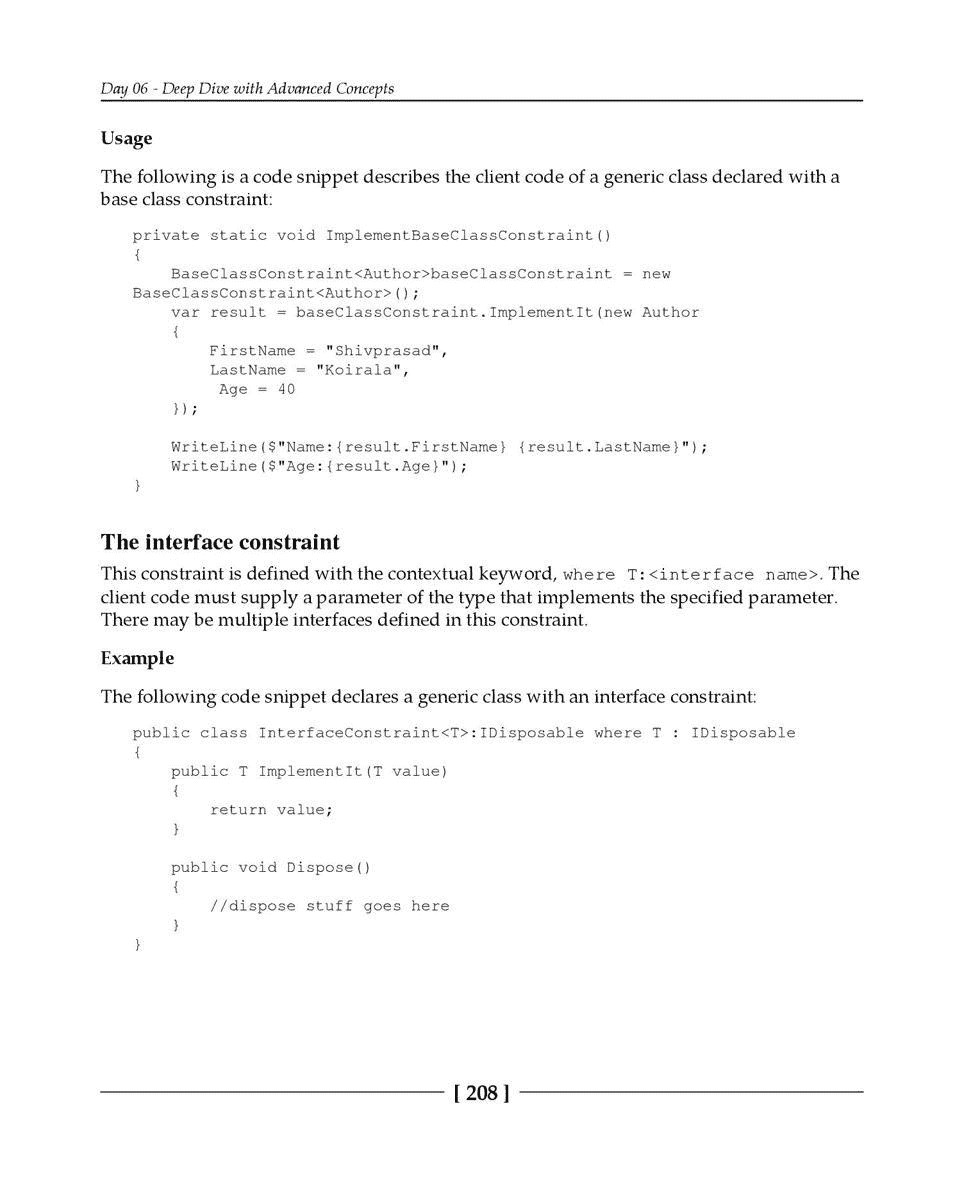 Day 06 - Deep Dive with Advanced Concepts
Usage
The following is a code snippet describes the client code of a generic class declared with a
base class constraint:
private static void ImplementBaseClassConstraint()
{
    BaseClassConstraint<Author>baseClassConstraint = new
BaseClassConstraint<Author>();
    var result = baseClassConstraint.ImplementIt(new Author
    {
        FirstName = "Shivprasad",
        LastName = "Koirala",
         Age = 40
    });
    WriteLine($"Name:{result.FirstName} {result.LastName}");
    WriteLine($"Age:{result.Age}");
}
The interface constraint
This constraint is defined with the contextual keyword, where T:<interface name>. The
client code must supply a parameter of the type that implements the specified parameter.
There may be multiple interfaces defined in this constraint.
Example
The following code snippet declares a generic class with an interface constraint:
public class InterfaceConstraint<T>:IDisposable where T : IDisposable
{
    public T ImplementIt(T value)
    {
        return value;
    }
    public void Dispose()
    {
        //dispose stuff goes here
    }
}
[ 208 ]